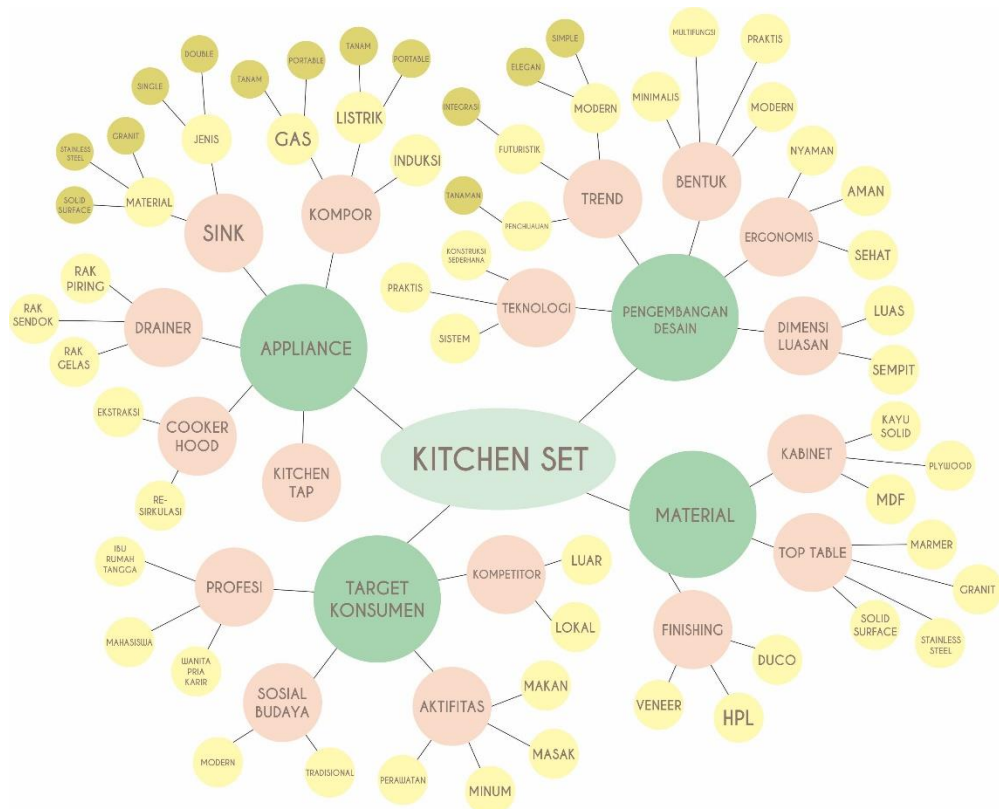 KITCHEN SET
APPLIANCE
SINK
MATERIAL
SOLID
SURFACE
STAINLESS
STEEL
GRANIT
JENIS
SINGLE
DOUBLE
KOMPOR
GAS
TANAM
PORTABLE
LISTRIK
TANAM
PORTABLE
INDUKSI
DRAINER
RAK
PIRING
RAK
SENDOK
RAK
GELAS
COOKER
HOOD
EKSTRAKSI
RE-
SIRKULASI
KITCHEN
TAP
PENGEMBANGAN
DESAIN
TREND
MODERN
ELEGAN
SIMPLE
FUTURISTIK
INTEGRASI
PENGHIJAUAN
TANAMAN
BENTUK
MINIMALIS
MULTIFUNGSI
PRAKTIS
MODERN
ERGONOMIS
NYAMAN
AMAN
SEHAT
TEKNOLOGI
KONSTRUKSI
SEDERHANA
PRAKTIS
SISTEM
DIMENSI
LUASAN
LUAS
SEMPIT
MATERIAL
KABINET
KAYU
SOLID
PLYWOOD
MDF
TOP TABLE
MARMER
GRANIT
STAINLESS
STEEL
SOLID
SURFACE
FINISHING
DUCO
HPL
VENEER
TARGET
KONSUMEN
PROFESI
IBU
RUMAH
TANGGA
MAHASISWA
WANITA
PRIA
KARIR
KOMPETITOR
LUAR
LOKAL
SOSIAL
BUDAYA
MODERN
TRADISIONAL
AKTIFITAS
MAKAN
MASAK
MINUM
PERAWATAN